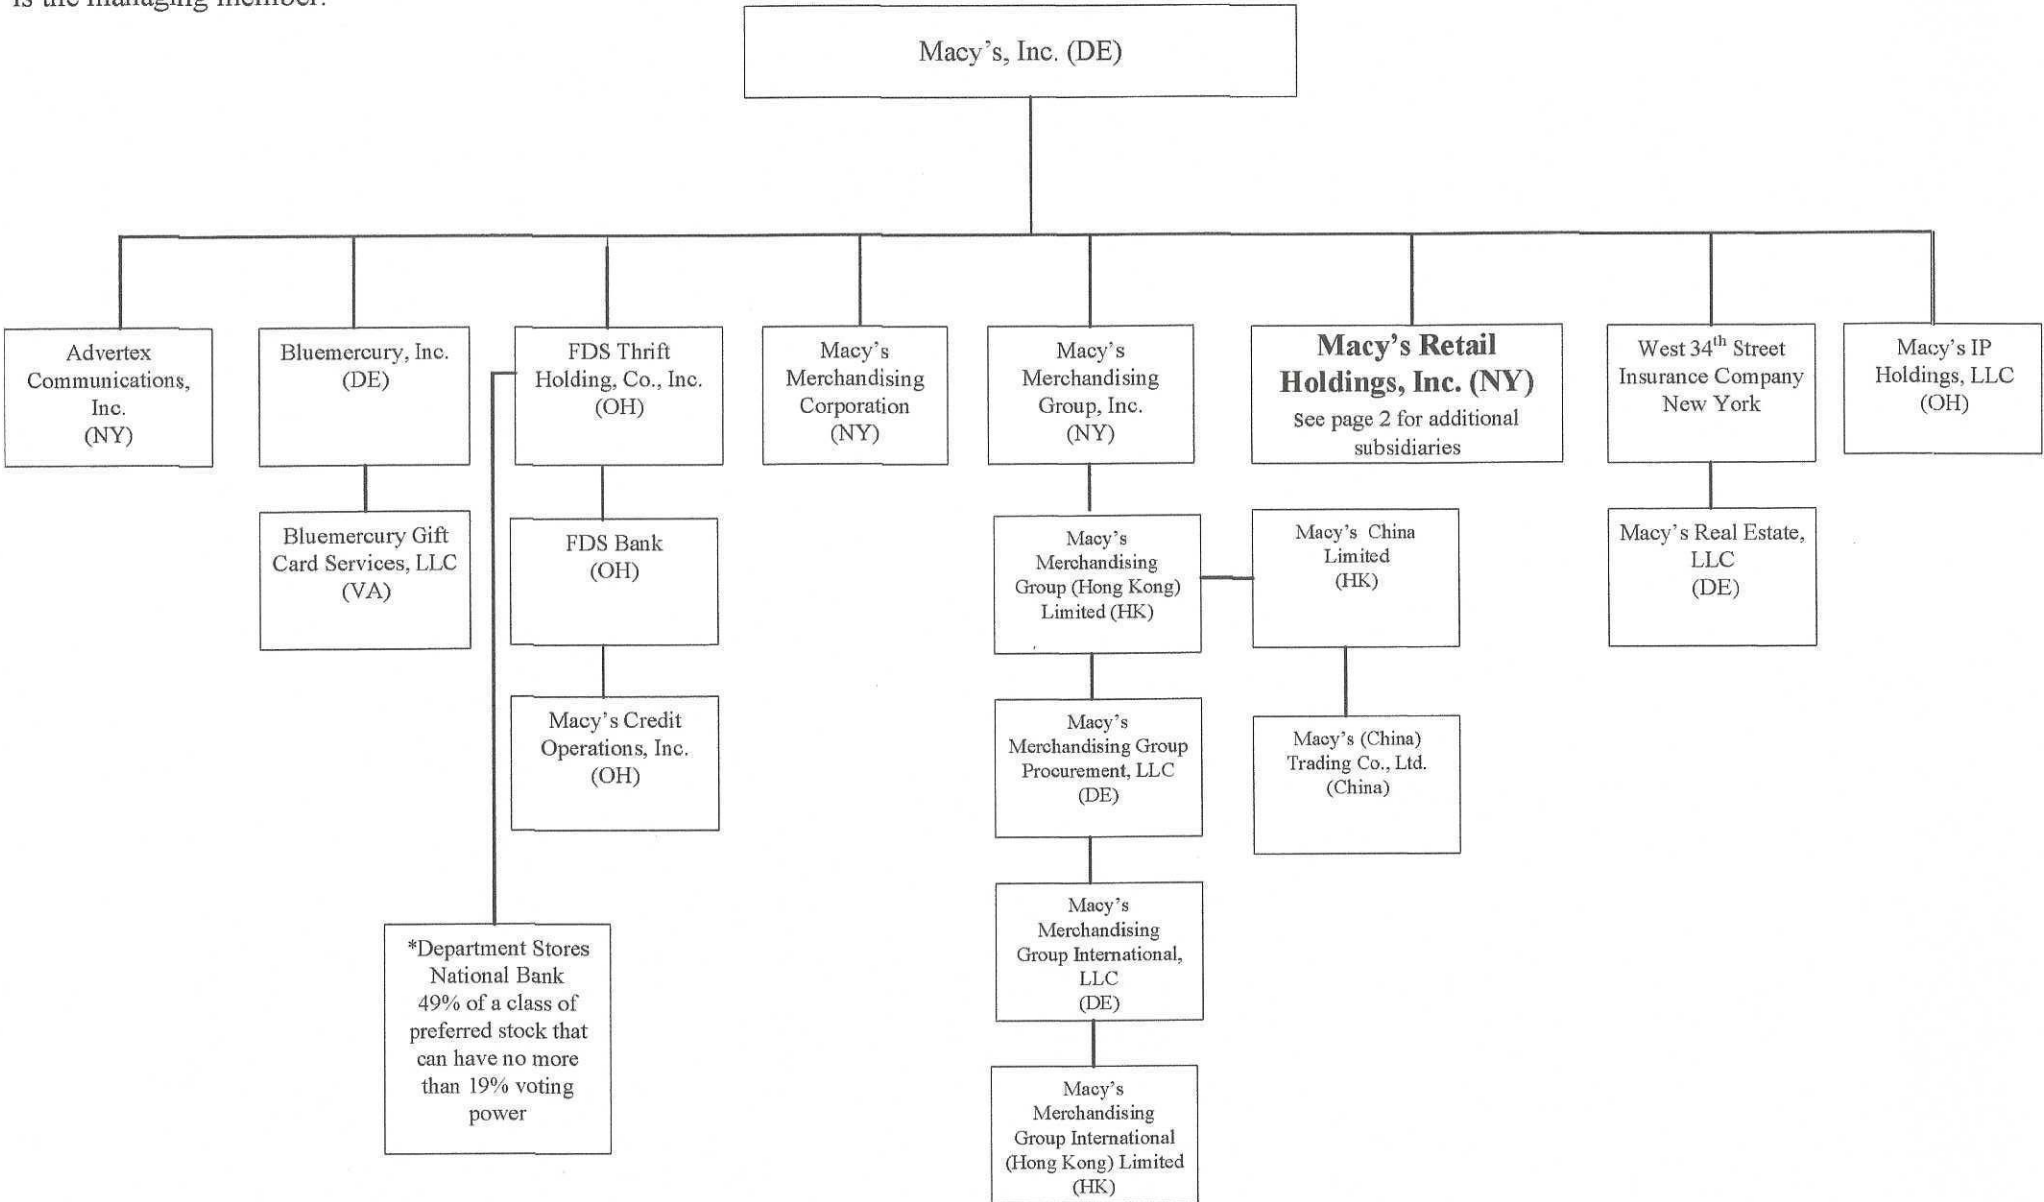 is the managing member.
Macy's, Inc. (DE)
Advertex
Communications,
Inc.
(NY)
Bluemercury, Inc.
(DE)
FDS Thrift
Holding, Co., Inc.
(OH)
Macy's
Merchandising
Corporation
(NY)
Macy's
Merchandising
Group, Inc.
(NY)
Macy's Retail
Holdings, Inc. (NY)
See page 2 for additional
subsidiaries
West 34th Street
Insurance Company
New York
Macy's IP
Holdings, LLC
(OH)
Bluemercury Gift
Card Services, LLC
(VA)
FDS Bank
(OH)
Macy's
Merchandising
Group (Hong Kong)
Limited (HK)
Macy's China
Limited
(HK)
Macy's Real Estate,
LLC
(DE)
Macy's Credit
Operations, Inc.
(OH)
Macy's
Merchandising Group
Procurement, LLC
(DE)
Macy's (China)
Trading Co., Ltd.
(China)
*Department Stores
National Bank
49% of a class of
preferred stock that
can have no more
than 19% voting
power
Macy's
Merchandising
Group International,
LLC
(DE)
Macy's
Merchandising
Group International
(Hong Kong) Limited
(HK)